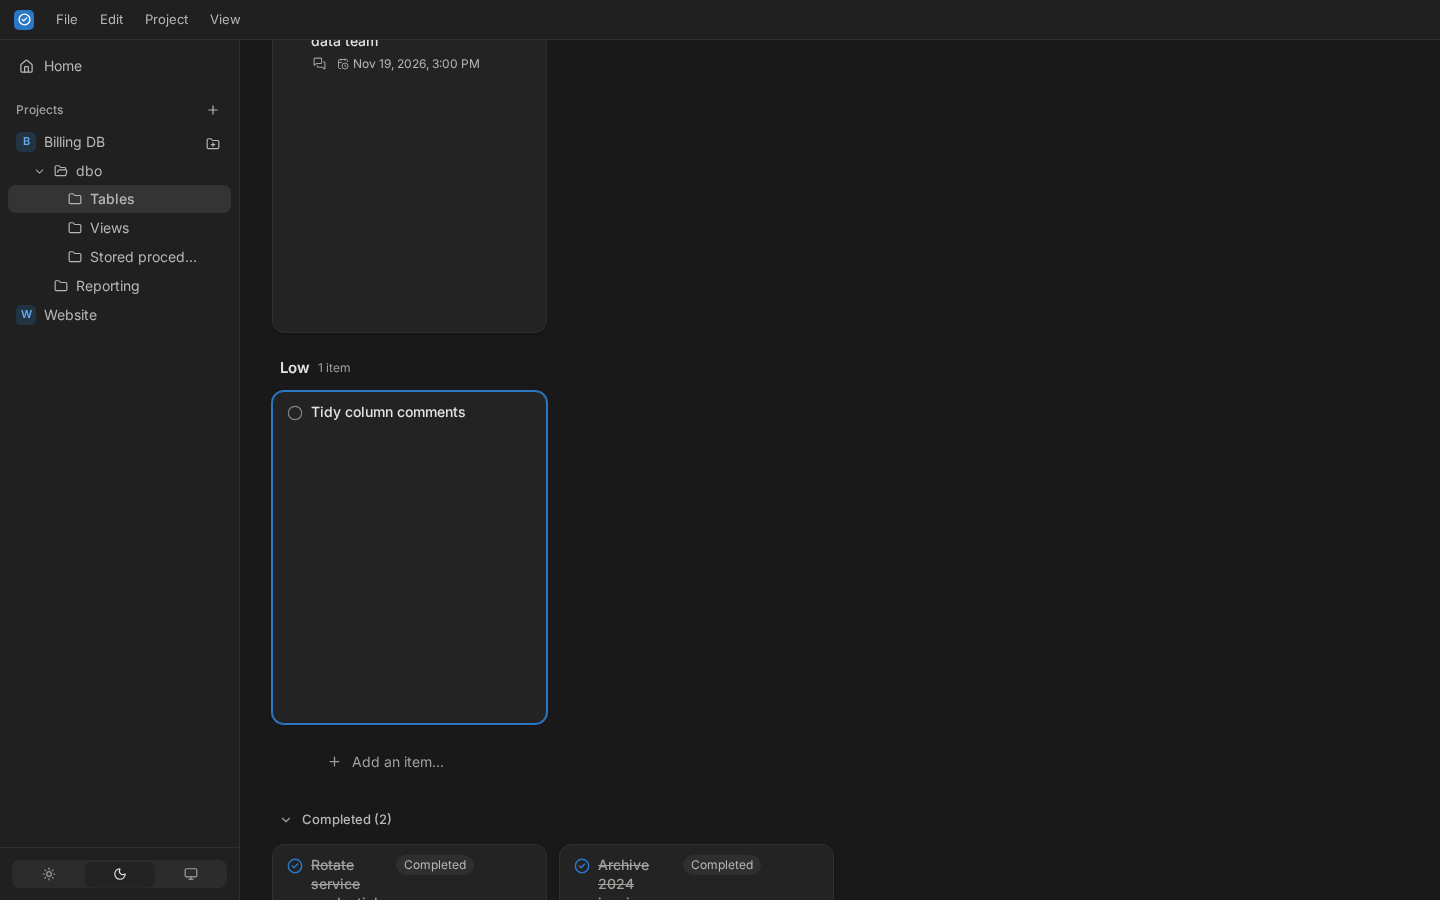 File Edit Project View
Home
Projects
B Billing DB
dbo
Tables
Views
Stored proced...
Reporting
W Website
data team
Nov 19, 2026, 3:00 PM
Low 1 item
Tidy column comments
Add an item...
Completed (2)
Rotate Completed
service
Archive Completed
2024